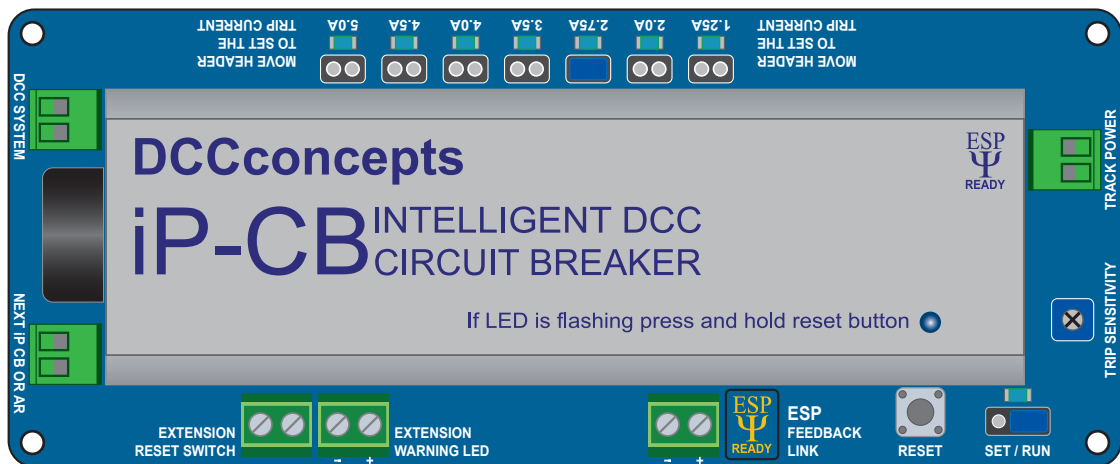 MOVE HEADER
TO SET THE
TRIP CURRENT
5.0A
4.5A
4.0A
3.5A
2.75A
2.0A
1.25A
MOVE HEADER
TO SET THE
TRIP CURRENT
DCC SYSTEM
DCCconcepts
ESP
Ψ
READY
TRACK POWER
iP-CB
INTELLIGENT DCC
CIRCUIT BREAKER
If LED is flashing press and hold reset button
TRIP SENSITIVITY
NEXT iP CB OR AR
EXTENSION
RESET SWITCH
- +
EXTENSION
WARNING LED
- +
ESP
Ψ
READY
ESP
FEEDBACK
LINK
RESET
SET / RUN